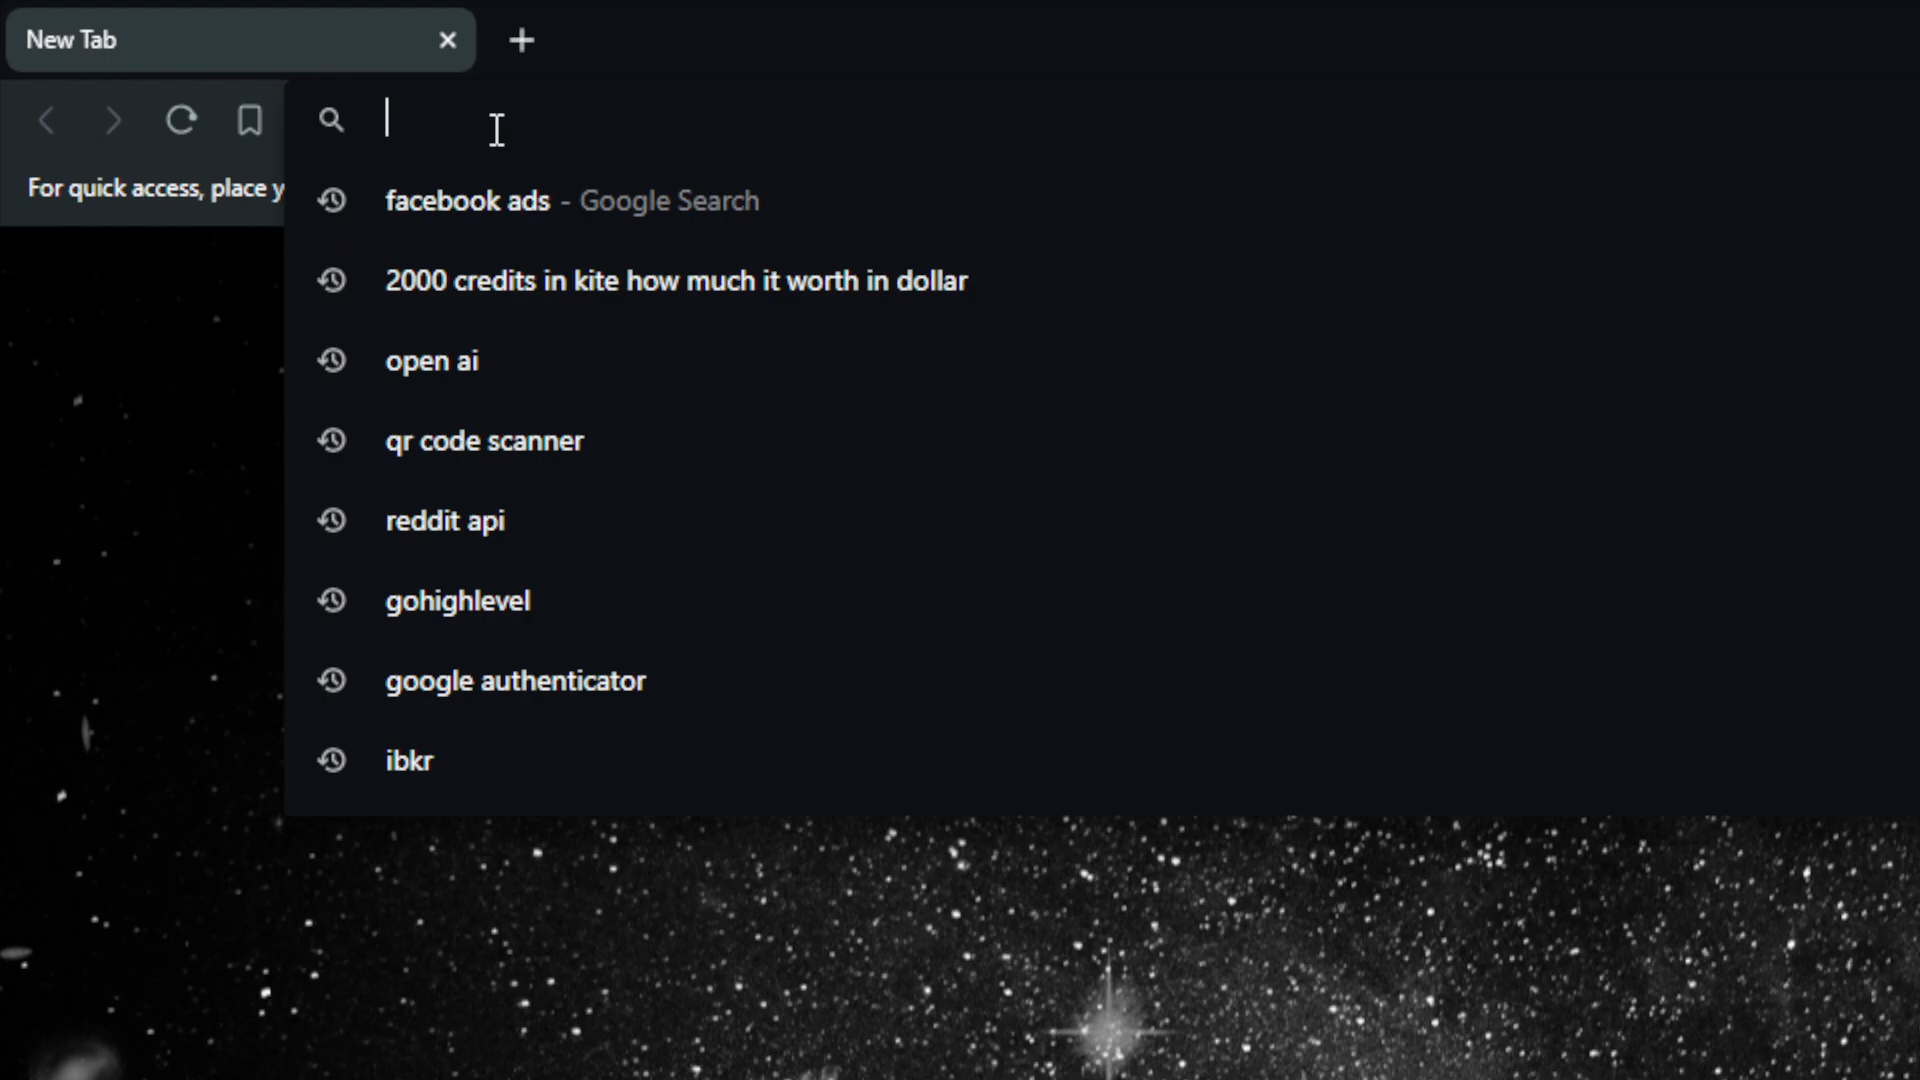 New Tab
For quick access, place y
facebook ads - Google Search
2000 credits in kite how much it worth in dollar
open ai
qr code scanner
reddit api
gohighlevel
google authenticator
ibkr